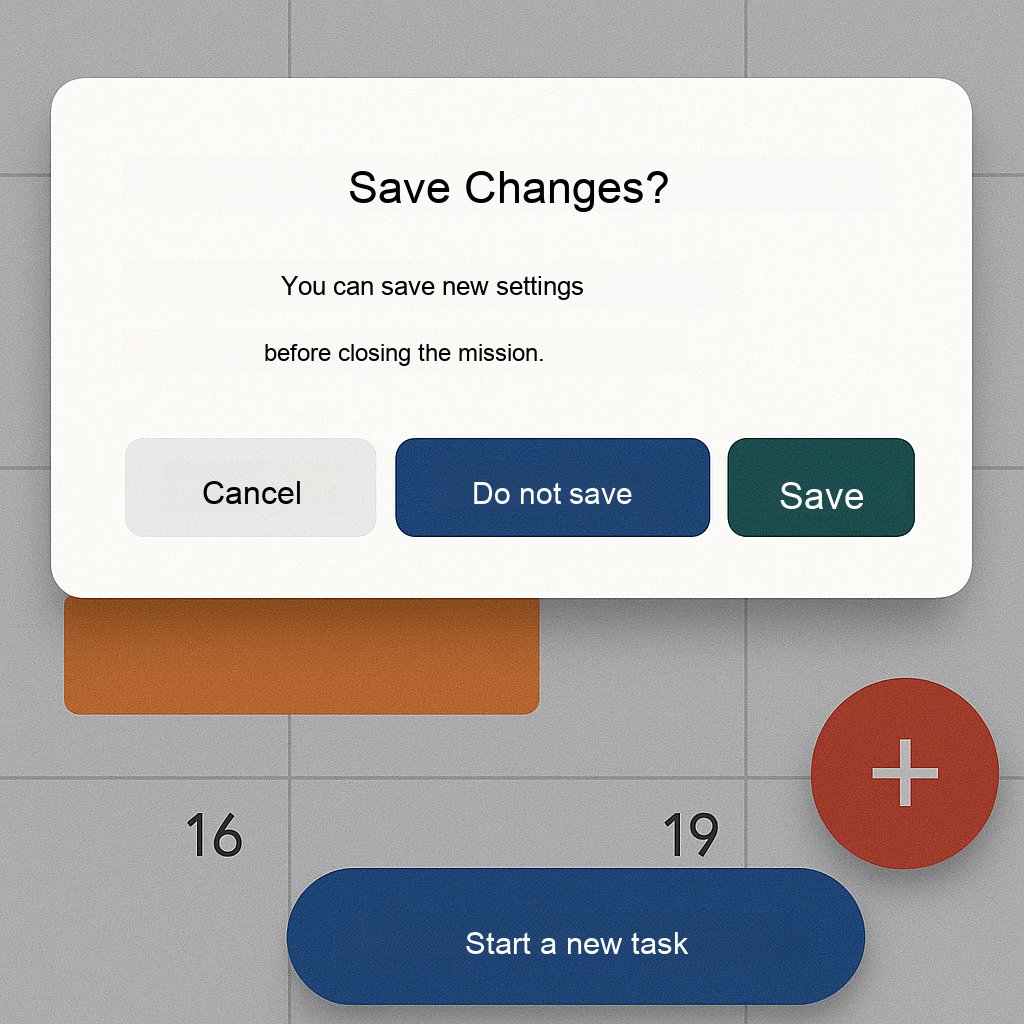 Save Changes?
You can save new settings
before closing the mission.
Cancel
Do not save
Save
16
19
Start a new task